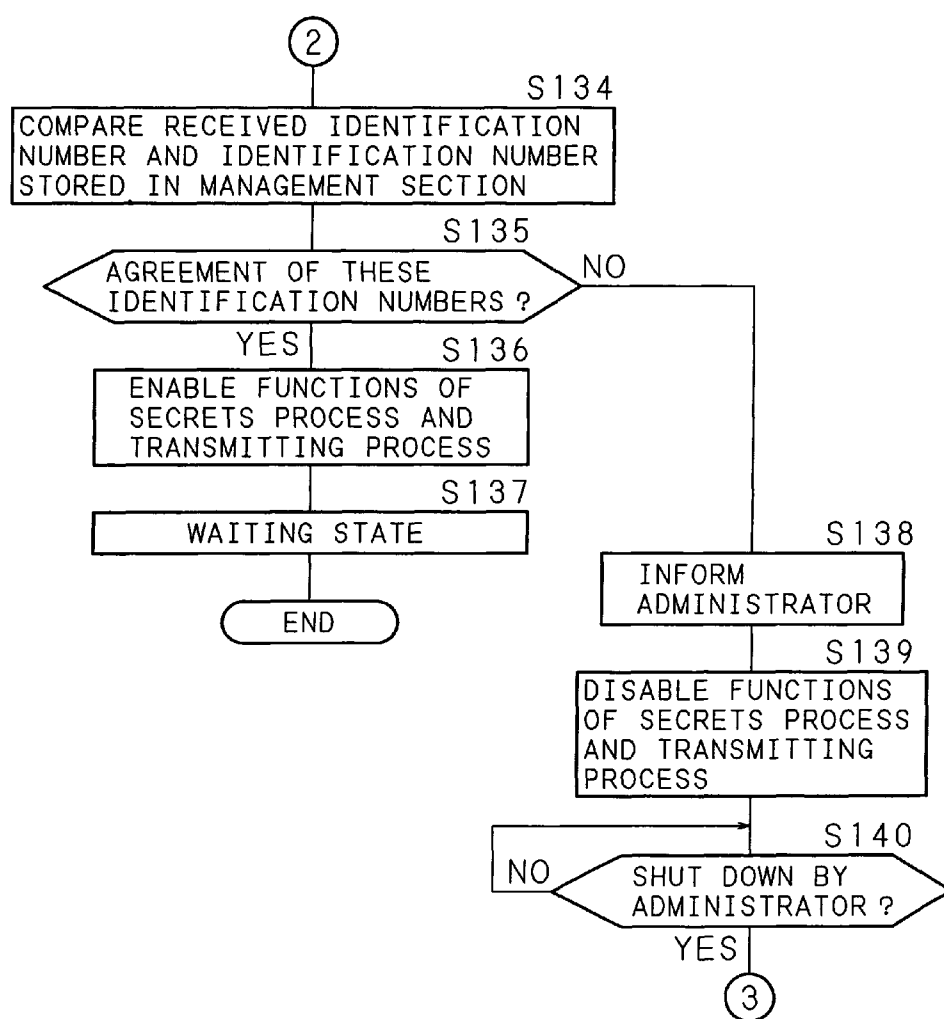 2
S134
COMPARE RECEIVED IDENTIFICATION
NUMBER AND IDENTIFICATION NUMBER
STORED IN MANAGEMENT SECTION
S135
AGREEMENT OF THESE
IDENTIFICATION NUMBERS?
NO
YES
S136
ENABLE FUNCTIONS OF
SECRETS PROCESS AND
TRANSMITTING PROCESS
S137
WAITING STATE
END
S138
INFORM
ADMINISTRATOR
S139
DISABLE FUNCTIONS
OF SECRETS PROCESS
AND TRANSMITTING
PROCESS
S140
NO
SHUT DOWN BY
ADMINISTRATOR?
YES
3